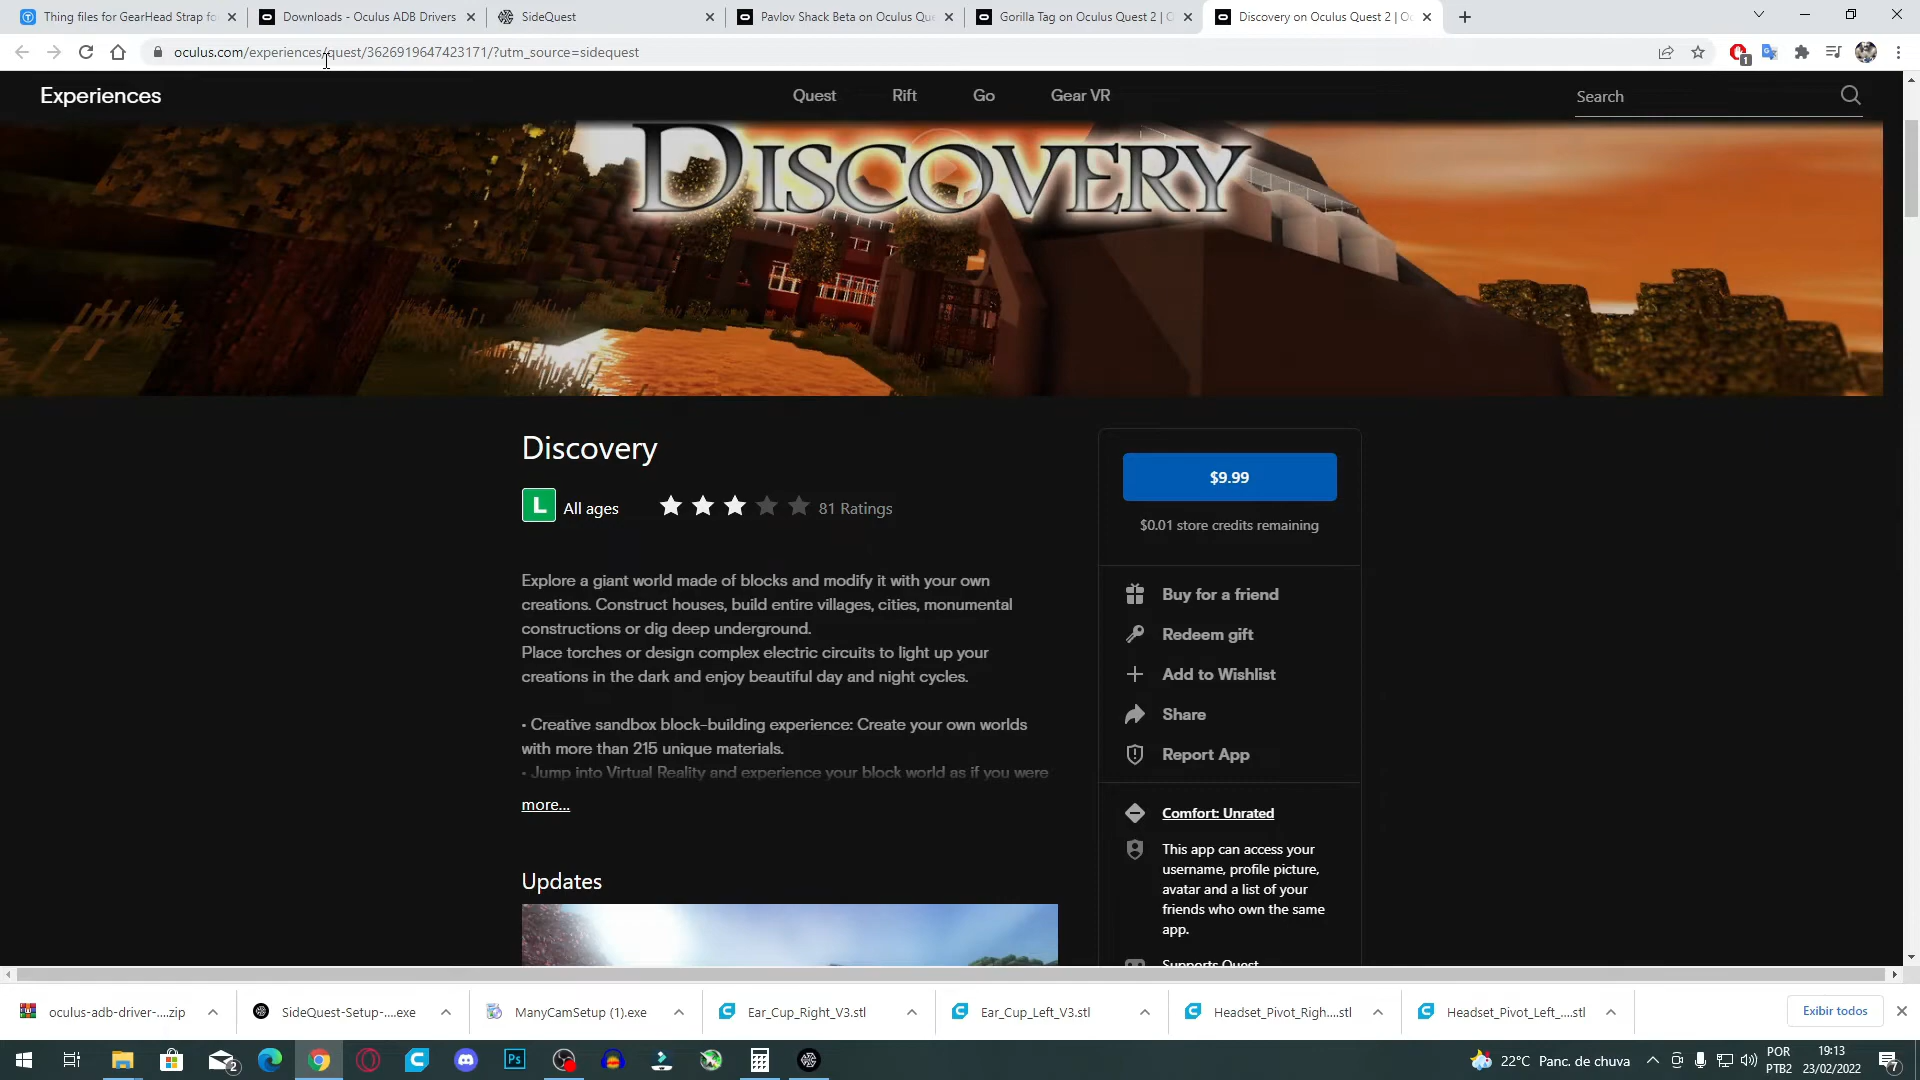 Thing files for GearHead Strap fo
Downloads - Oculus ADB Drivers
SideQuest
Pavlov Shack Beta on Oculus Que
Gorilla Tag on Oculus Quest 2 | O
Discovery on Oculus Quest 2 | Oc
oculus.com/experiences/quest/3626919647423171/?utm_source=sidequest
1
Experiences
Quest
Rift
Go
Gear VR
Search
DISCOVERY
Discovery
L
All ages
81 Ratings
Explore a giant world made of blocks and modify it with your own
creations. Construct houses, build entire villages, cities, monumental
constructions or dig deep underground.
Place torches or design complex electric circuits to light up your
creations in the dark and enjoy beautiful day and night cycles.
• Creative sandbox block-building experience: Create your own worlds
with more than 215 unique materials.
• Jump into Virtual Reality and experience your block world as if you were
more...
Updates
$9.99
$0.01 store credits remaining
Buy for a friend
Redeem gift
Add to Wishlist
Share
Report App
Comfort: Unrated
This app can access your
username, profile picture,
avatar and a list of your
friends who own the same
app.
Supports Quest
oculus-adb-driver-....zip
SideQuest-Setup-....exe
ManyCamSetup (1).exe
Ear_Cup_Right_V3.stl
Ear_Cup_Left_V3.stl
Headset_Pivot_Righ....stl
Headset_Pivot_Left_....stl
Exibir todos
2
Ps
22°C Panc. de chuva
POR
PTB2
19:13
23/02/2022
7